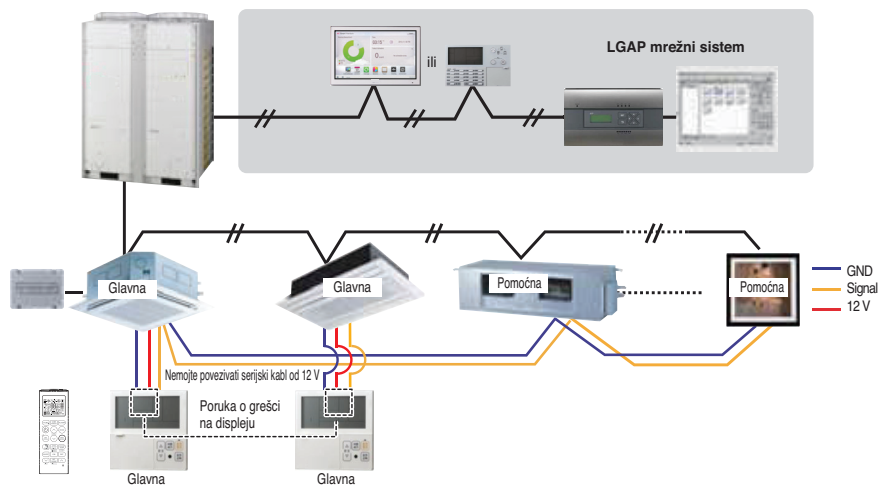 LGAP mrežni sistem
ili
Glavna
Glavna
Pomoćna
Pomoćna
GND
Signal
12 V
Nemojte povezivati serijski kabl od 12 V
Poruka o grešci
na displeju
Glavna
Glavna